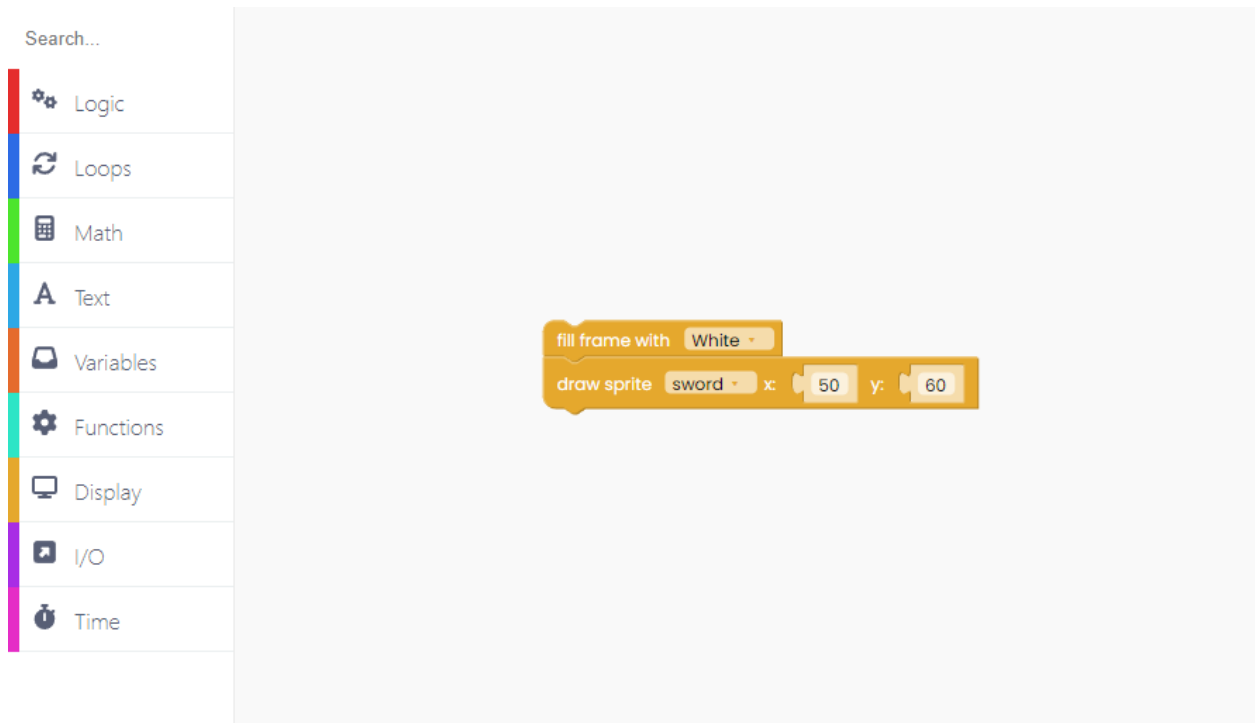 Search...
Logic
Loops
Math
Text
Variables
Functions
Display
I/O
Time
fill frame with White
draw sprite sword x: 50 y: 60